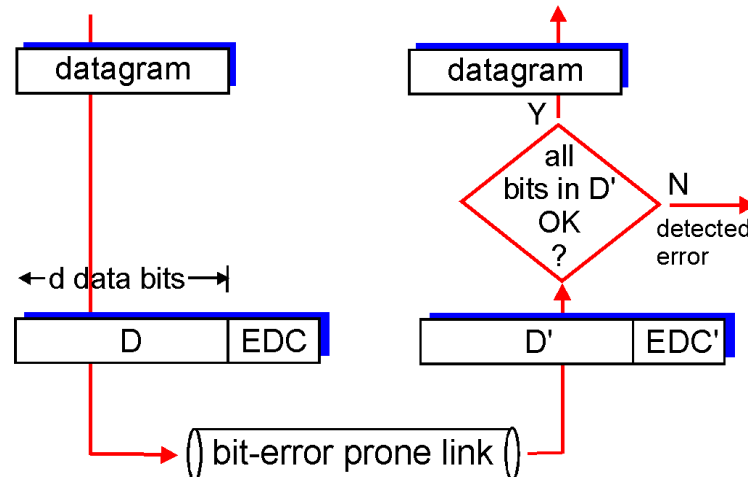 datagram
datagram
Y
all
bits in D'
OK
?
N
detected
error
d data bits
D
EDC
D'
EDC'
bit-error prone link